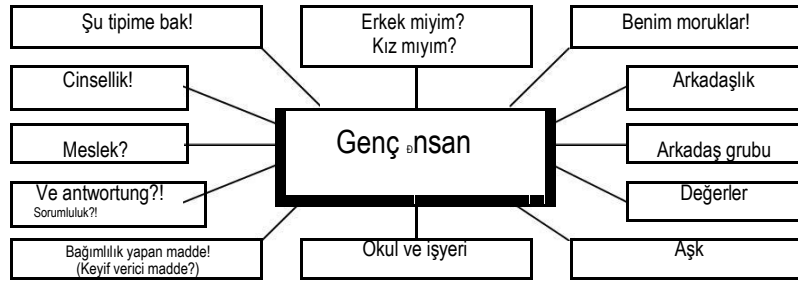 Şu tipime bak!
Erkek miyim?
Kız mıyım?
Benim moruklar!
Cinsellik!
Arkadaşlık
Meslek?
Genç Đnsan
Arkadaş grubu
Ve antwortung?!
Sorumluluk?!
Değerler
Bağımlılık yapan madde!
(Keyif verici madde?)
Okul ve işyeri
Aşk